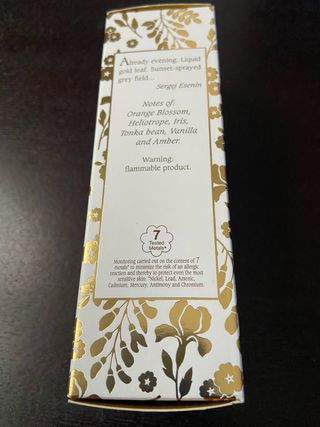 Already evening. Liquid
gold leaf. Sunset-sprayed
grey field...
Sergej Esenin
Notes of:
Orange Blossom,
Heliotrope, Iris,
Tonka bean, Vanilla
and Amber.
Warning:
flammable product.
7
Tested
Metals*
Monitoring carried out on the content of 7
metals* to minimize the risk of an allergic
reaction and thereby to protect even the most
sensitive skin. *Nickel, Lead, Arsenic,
Cadmium, Mercury, Antimony and Chromium.